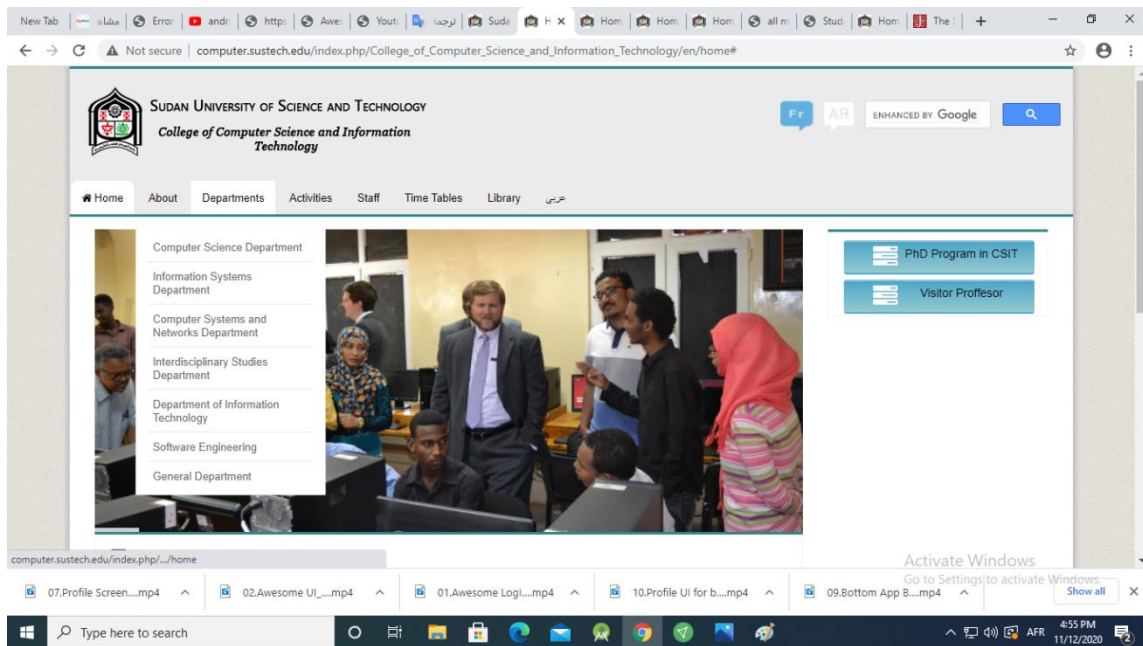 New Tab
Error
andr
http:
Awe:
Yout
ترجما
Suda
H
Hom
Hom
Hom
all m
Studi
Hom
The
Not secure | computer.sustech.edu/index.php/College_of_Computer_Science_and_Information_Technology/en/home#
SUDAN UNIVERSITY OF SCIENCE AND TECHNOLOGY
College of Computer Science and Information
Technology
Fr
AR
ENHANCED BY Google
Home About Departments Activities Staff Time Tables Library عربي
Computer Science Department
Information Systems
Department
Computer Systems and
Networks Department
Interdisciplinary Studies
Department
Department of Information
Technology
Software Engineering
General Department
PhD Program in CSIT
Visitor Proffesor
computer.sustech.edu/index.php/.../home
Activate Windows
Go to Settings to activate Windows.
07.Profile Screen....mp4
02.Awesome UI_....mp4
01.Awesome LogI....mp4
10.Profile UI for b....mp4
09.Bottom App B....mp4
Show all
Type here to search
AFR
4:55 PM
11/12/2020
2